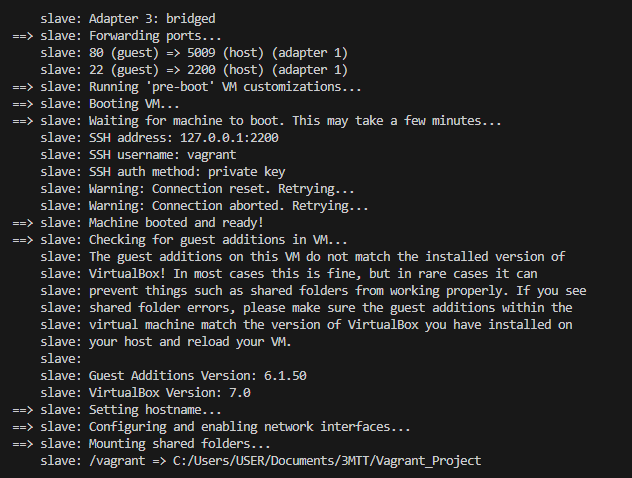 slave: Adapter 3: bridged
==> slave: Forwarding ports...
slave: 80 (guest) => 5009 (host) (adapter 1)
slave: 22 (guest) => 2200 (host) (adapter 1)
==> slave: Running 'pre-boot' VM customizations...
==> slave: Booting VM...
==> slave: Waiting for machine to boot. This may take a few minutes...
slave: SSH address: 127.0.0.1:2200
slave: SSH username: vagrant
slave: SSH auth method: private key
slave: Warning: Connection reset. Retrying...
slave: Warning: Connection aborted. Retrying...
==> slave: Machine booted and ready!
==> slave: Checking for guest additions in VM...
slave: The guest additions on this VM do not match the installed version of
slave: VirtualBox! In most cases this is fine, but in rare cases it can
slave: prevent things such as shared folders from working properly. If you see
slave: shared folder errors, please make sure the guest additions within the
slave: virtual machine match the version of VirtualBox you have installed on
slave: your host and reload your VM.
slave:
slave: Guest Additions Version: 6.1.50
slave: VirtualBox Version: 7.0
==> slave: Setting hostname...
==> slave: Configuring and enabling network interfaces...
==> slave: Mounting shared folders...
slave: /vagrant => C:/Users/USER/Documents/3MTT/Vagrant_Project